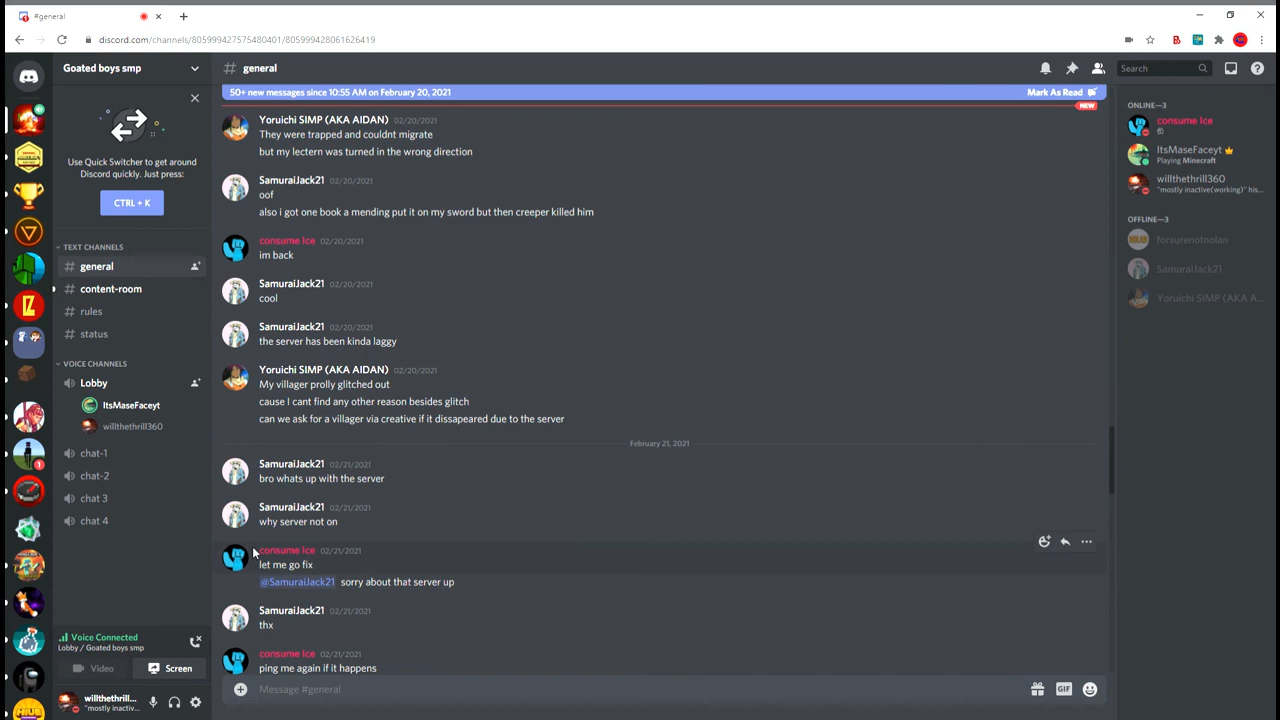 #general
discord.com/channels/805999427575480401/805999428061626419
Goated boys smp
# general
Search
50+ new messages since 10:55 AM on February 20, 2021
Mark As Read
NEW
Use Quick Switcher to get around
Discord quickly. Just press:
CTRL + K
TEXT CHANNELS
# general
# content-room
# rules
# status
VOICE CHANNELS
Lobby
ItsMaseFaceyt
willthethrill360
chat-1
chat-2
chat 3
chat 4
1
Voice Connected
Lobby / Goated boys smp
Video
Screen
willthethrill...
"mostly inactiv...
Yoruichi SIMP (AKA AIDAN) 02/20/2021
They were trapped and couldnt migrate
but my lectern was turned in the wrong direction
SamuraiJack21 02/20/2021
oof
also i got one book a mending put it on my sword but then creeper killed him
consume Ice 02/20/2021
im back
SamuraiJack21 02/20/2021
cool
SamuraiJack21 02/20/2021
the server has been kinda laggy
Yoruichi SIMP (AKA AIDAN) 02/20/2021
My villager prolly glitched out
cause I cant find any other reason besides glitch
can we ask for a villager via creative if it dissapeared due to the server
February 21, 2021
SamuraiJack21 02/21/2021
bro whats up with the server
SamuraiJack21 02/21/2021
why server not on
consume Ice 02/21/2021
let me go fix
@SamuraiJack21 sorry about that server up
SamuraiJack21 02/21/2021
thx
consume Ice 02/21/2021
ping me again if it happens
Message #general
GIF
ONLINE—3
consume Ice
ItsMaseFaceyt
Playing Minecraft
willthethrill360
"mostly inactive(working)" his...
OFFLINE—3
forsurenotnolan
SamuraiJack21
Yoruichi SIMP (AKA A...